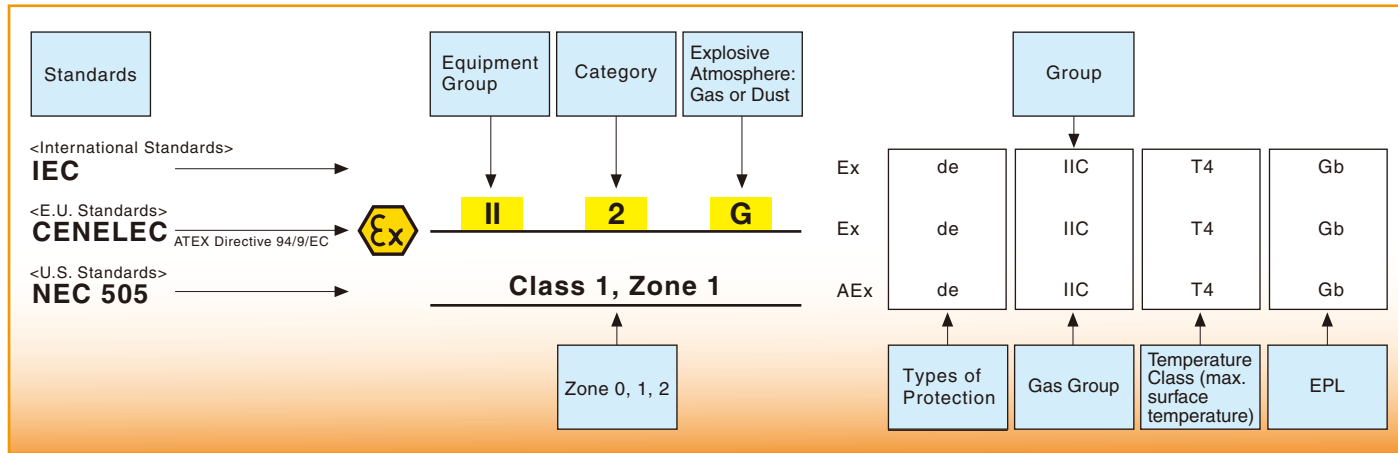 Standards
Equipment
Group
Category
Explosive
Atmosphere:
Gas or Dust
Group
<International Standards>
IEC
Ex de IIC T4 Gb
<E.U. Standards>
CENELEC
ATEX Directive 94/9/EC
Ex
II 2 G
Ex de IIC T4 Gb
<U.S. Standards>
NEC 505
Class 1, Zone 1
AEx de IIC T4 Gb
Zone 0, 1, 2
Types of
Protection
Gas Group
Temperature
Class (max.
surface
temperature)
EPL